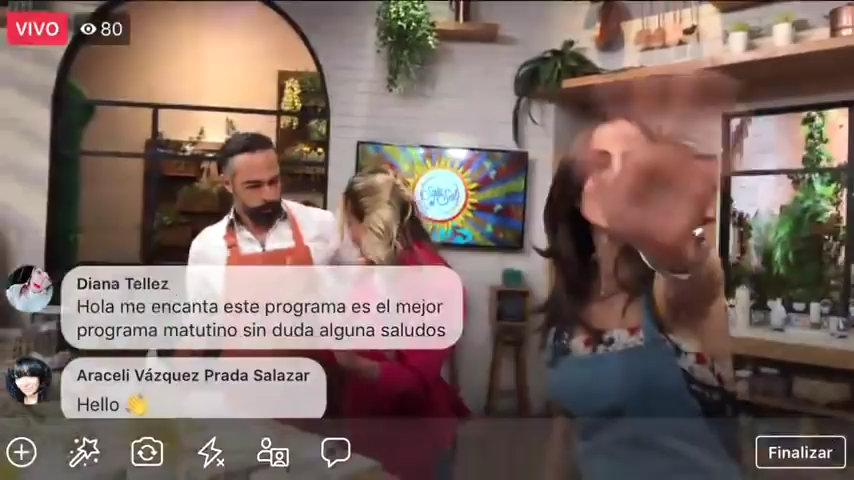 VIVO
80
Diana Tellez
Hola me encanta este programa es el mejor
programa matutino sin duda alguna saludos
Araceli Vázquez Prada Salazar
Hello 👋
Finalizar